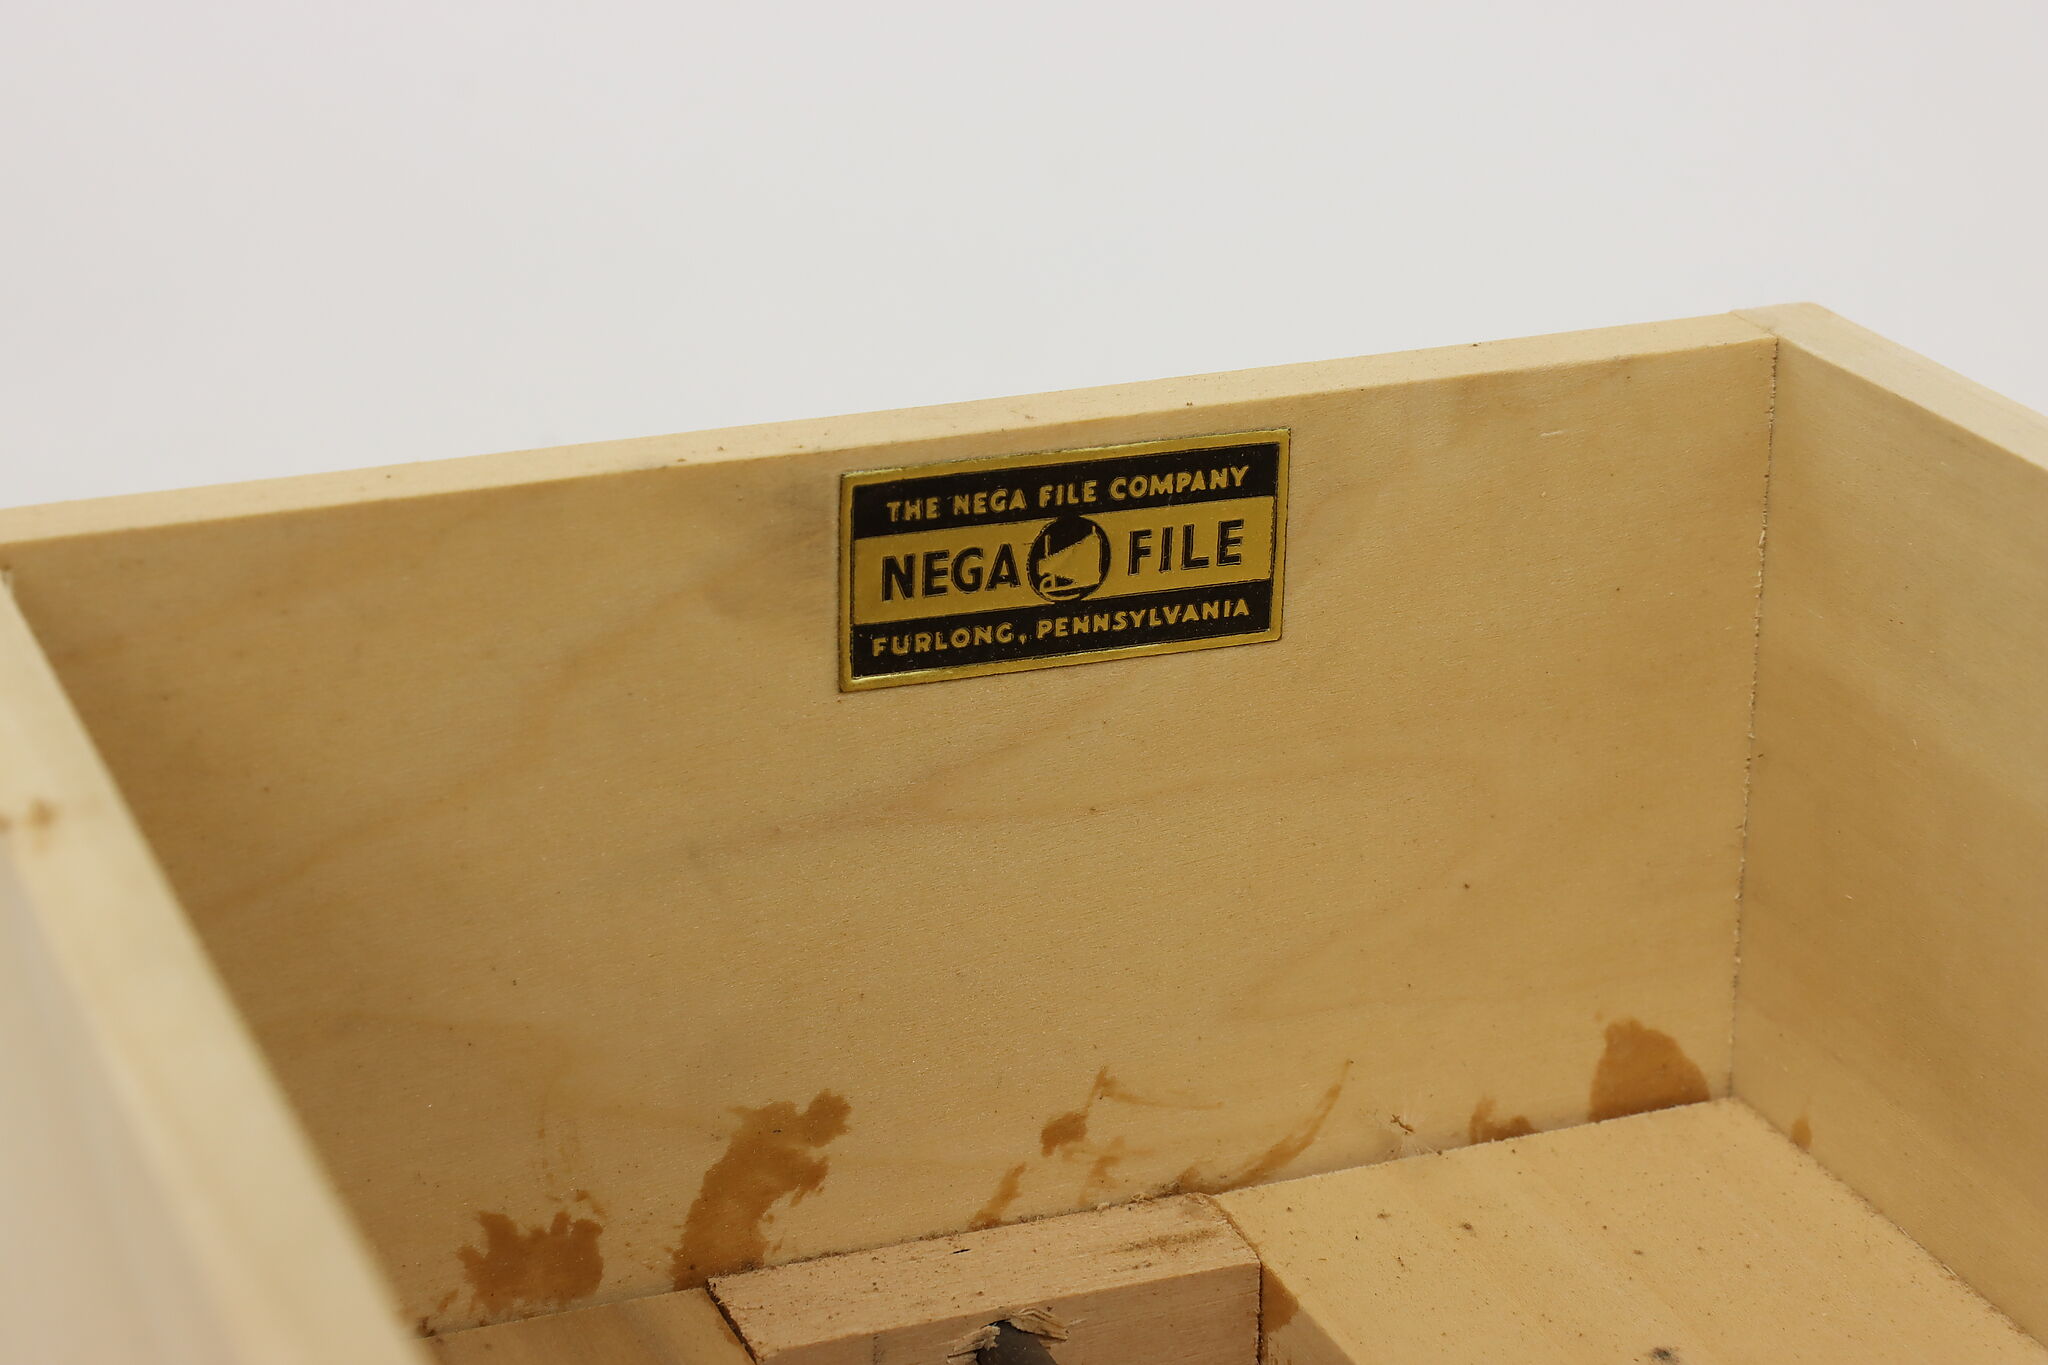 THE NEGA FILE COMPANY
NEGA FILE
FURLONG, PENNSYLVANIA